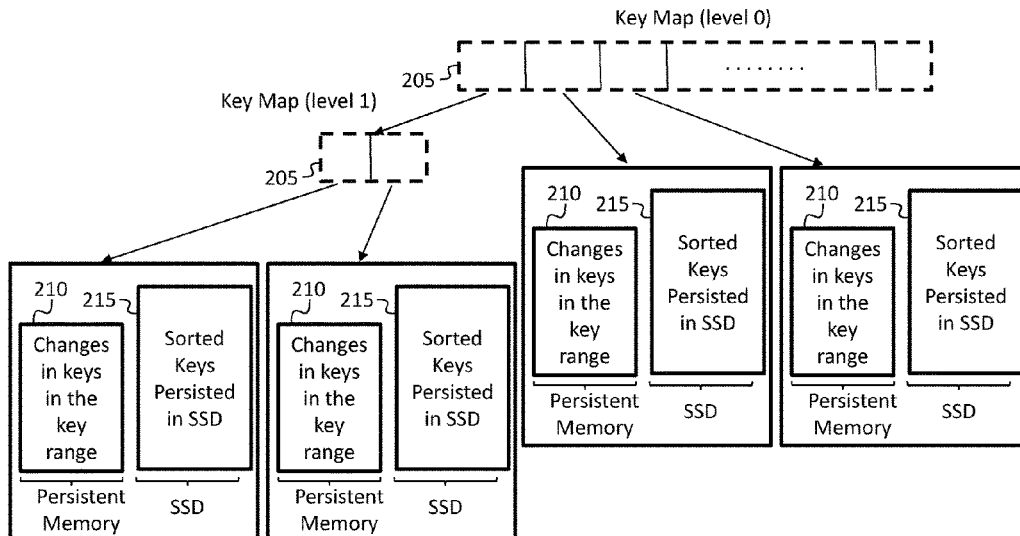 Key Map (level 0)
205
. . . . . . . .
Key Map (level 1)
205
210
Changes
in keys
in the
key
range
215
Sorted
Keys
Persisted
in SSD
Persistent
Memory
SSD
210
Changes
in keys
in the
key
range
215
Sorted
Keys
Persisted
in SSD
Persistent
Memory
SSD
210
Changes
in keys
in the
key
range
215
Sorted
Keys
Persisted
in SSD
Persistent
Memory
SSD
210
Changes
in keys
in the
key
range
215
Sorted
Keys
Persisted
in SSD
Persistent
Memory
SSD